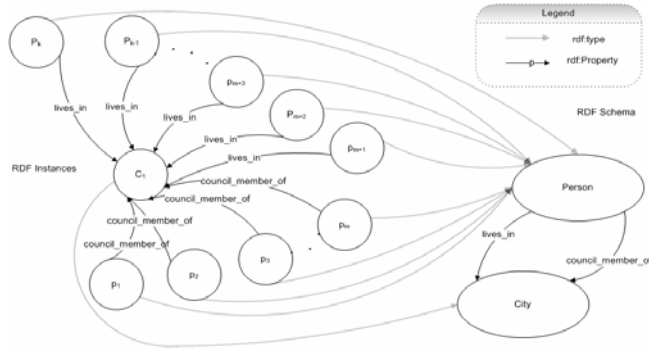 Legend
rdf:type
p rdf:Property
RDF Schema
RDF Instances
Pk
Pk-1
. . .
pm+3
Pm+2
pm+1
lives_in
lives_in
lives_in
lives_in
lives_in
C1
council_member_of
council_member_of
council_member_of
council_member_of
pm
. . .
p3
p2
p1
Person
lives_in
council_member_of
City